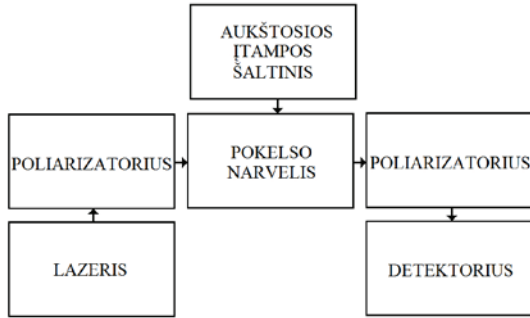 AUKŠTOSIOS
ĮTAMPOS
ŠALTINIS
POLIARIZATORIUS
POKELSO
NARVELIS
POLIARIZATORIUS
LAZERIS
DETEKTORIUS